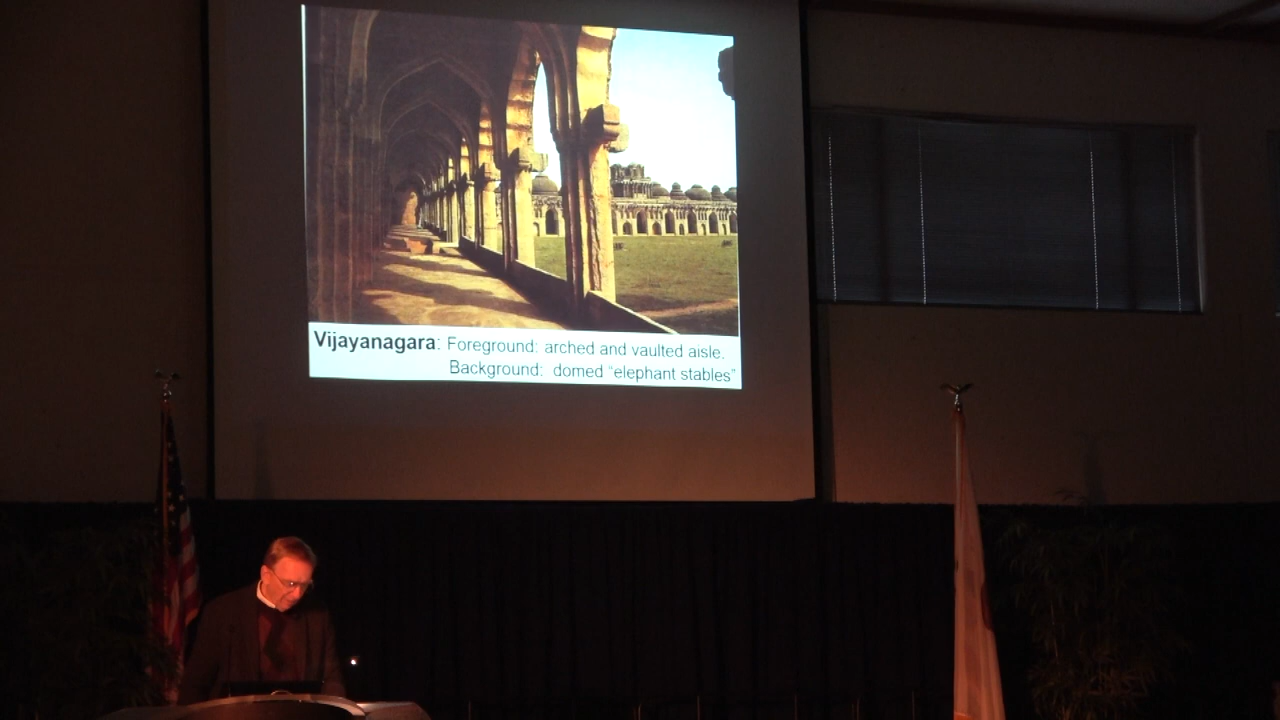 Vijayanagara: Foreground: arched and vaulted aisle.
Background: domed “elephant stables”